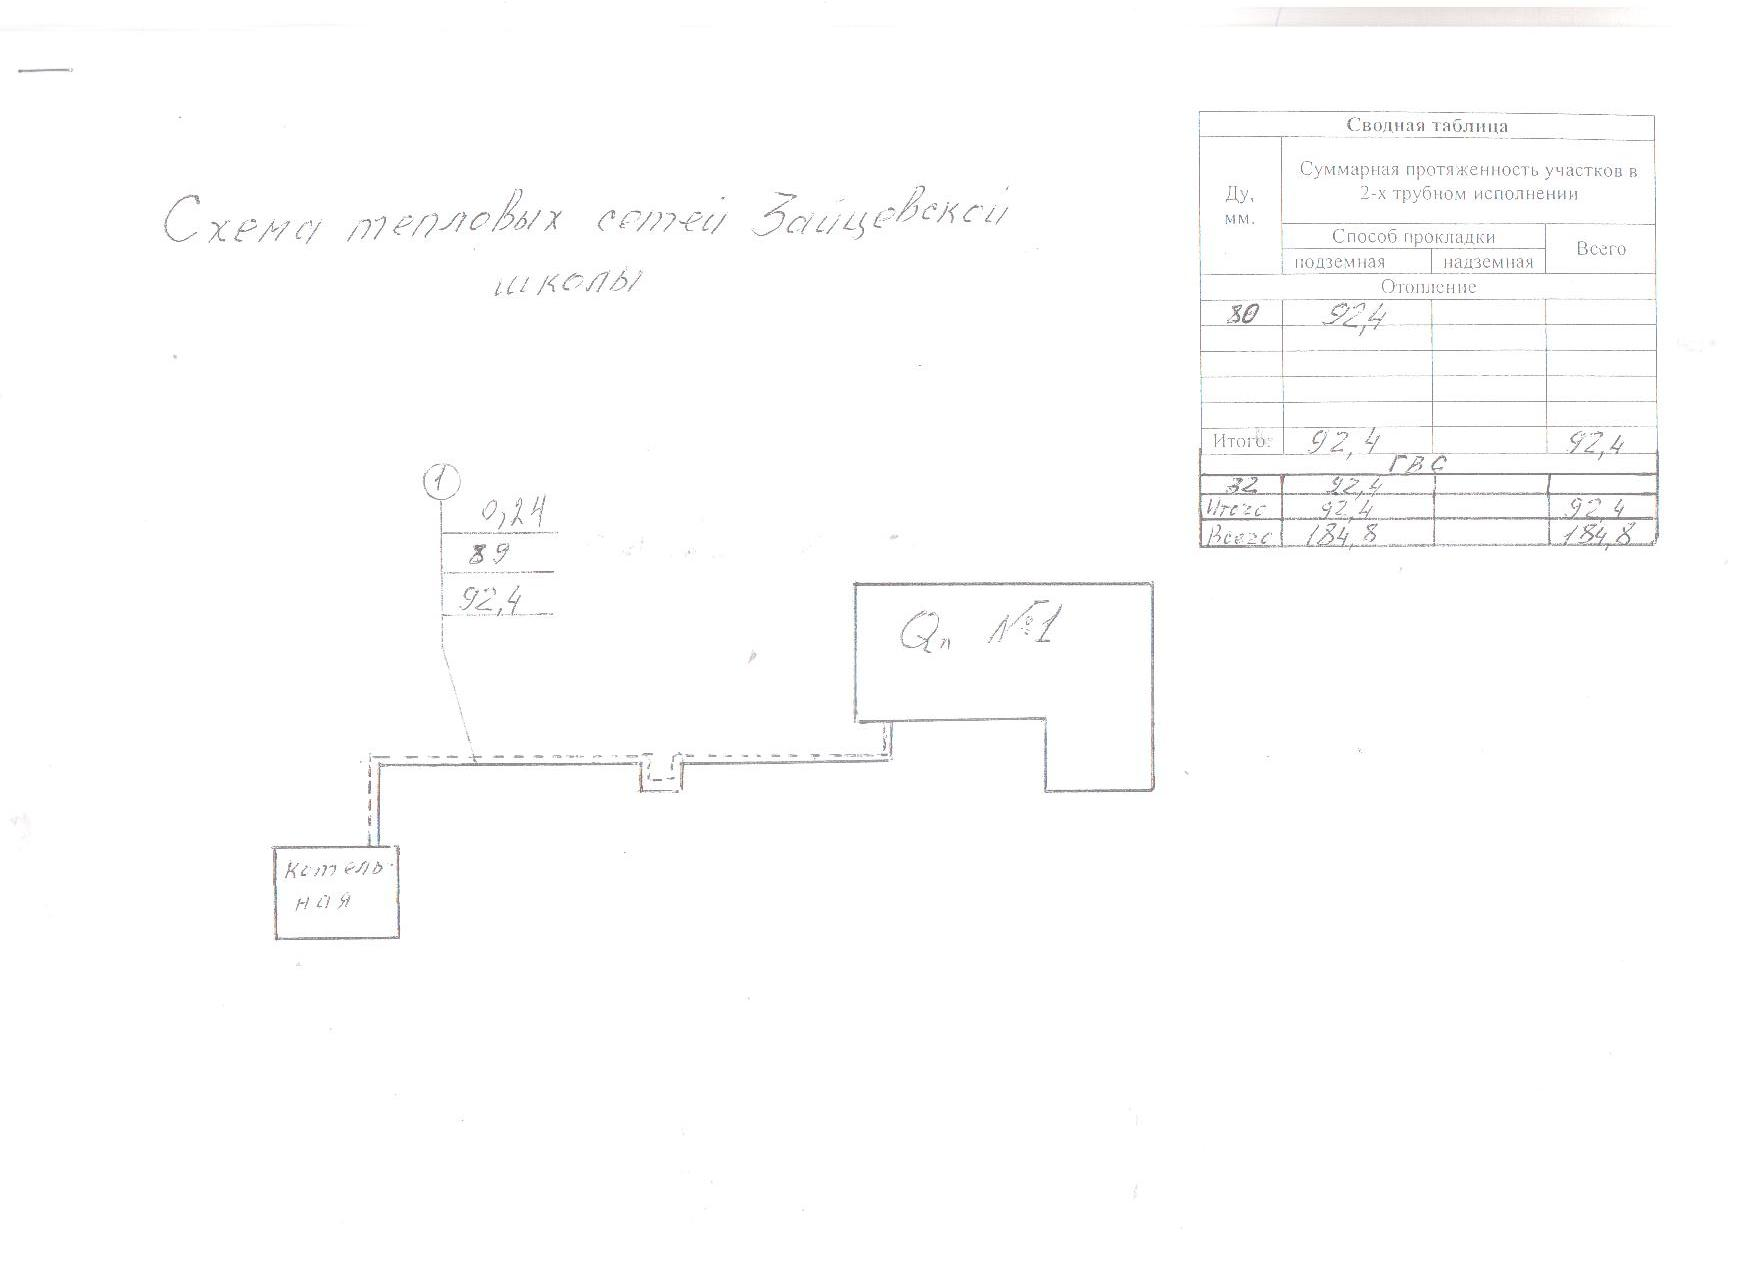 Схема тепловых сетей Зайцевской
школы
Сводная таблица
Ду,
мм.
Суммарная протяженность участков в
2-х трубном исполнении
Способ прокладки
Всего
подземная надземная
Отопление
80 92,4
Итого: 92,4 92,4
ГВС
32 92,4
Итого 92,4 92,4
Всего 184,8 184,8
1
0,24
89
92,4
Qп №1
Котель-
ная